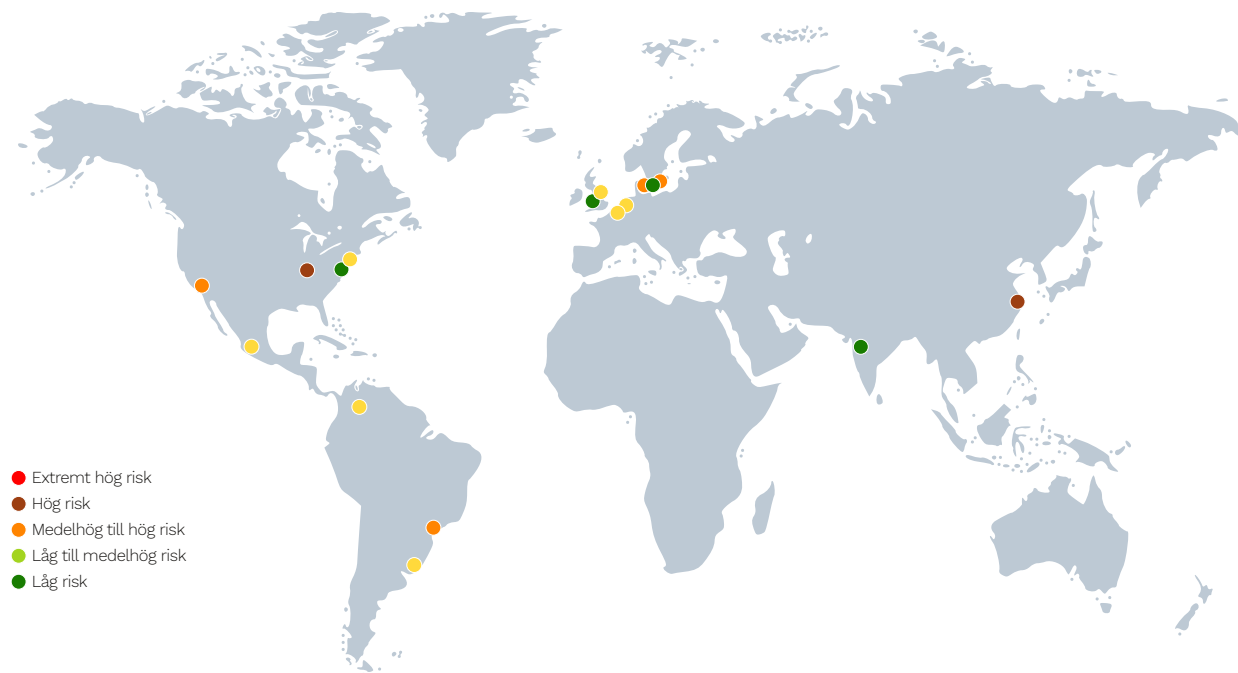 Extremt hög risk
Hög risk
Medelhög till hög risk
Låg till medelhög risk
Låg risk